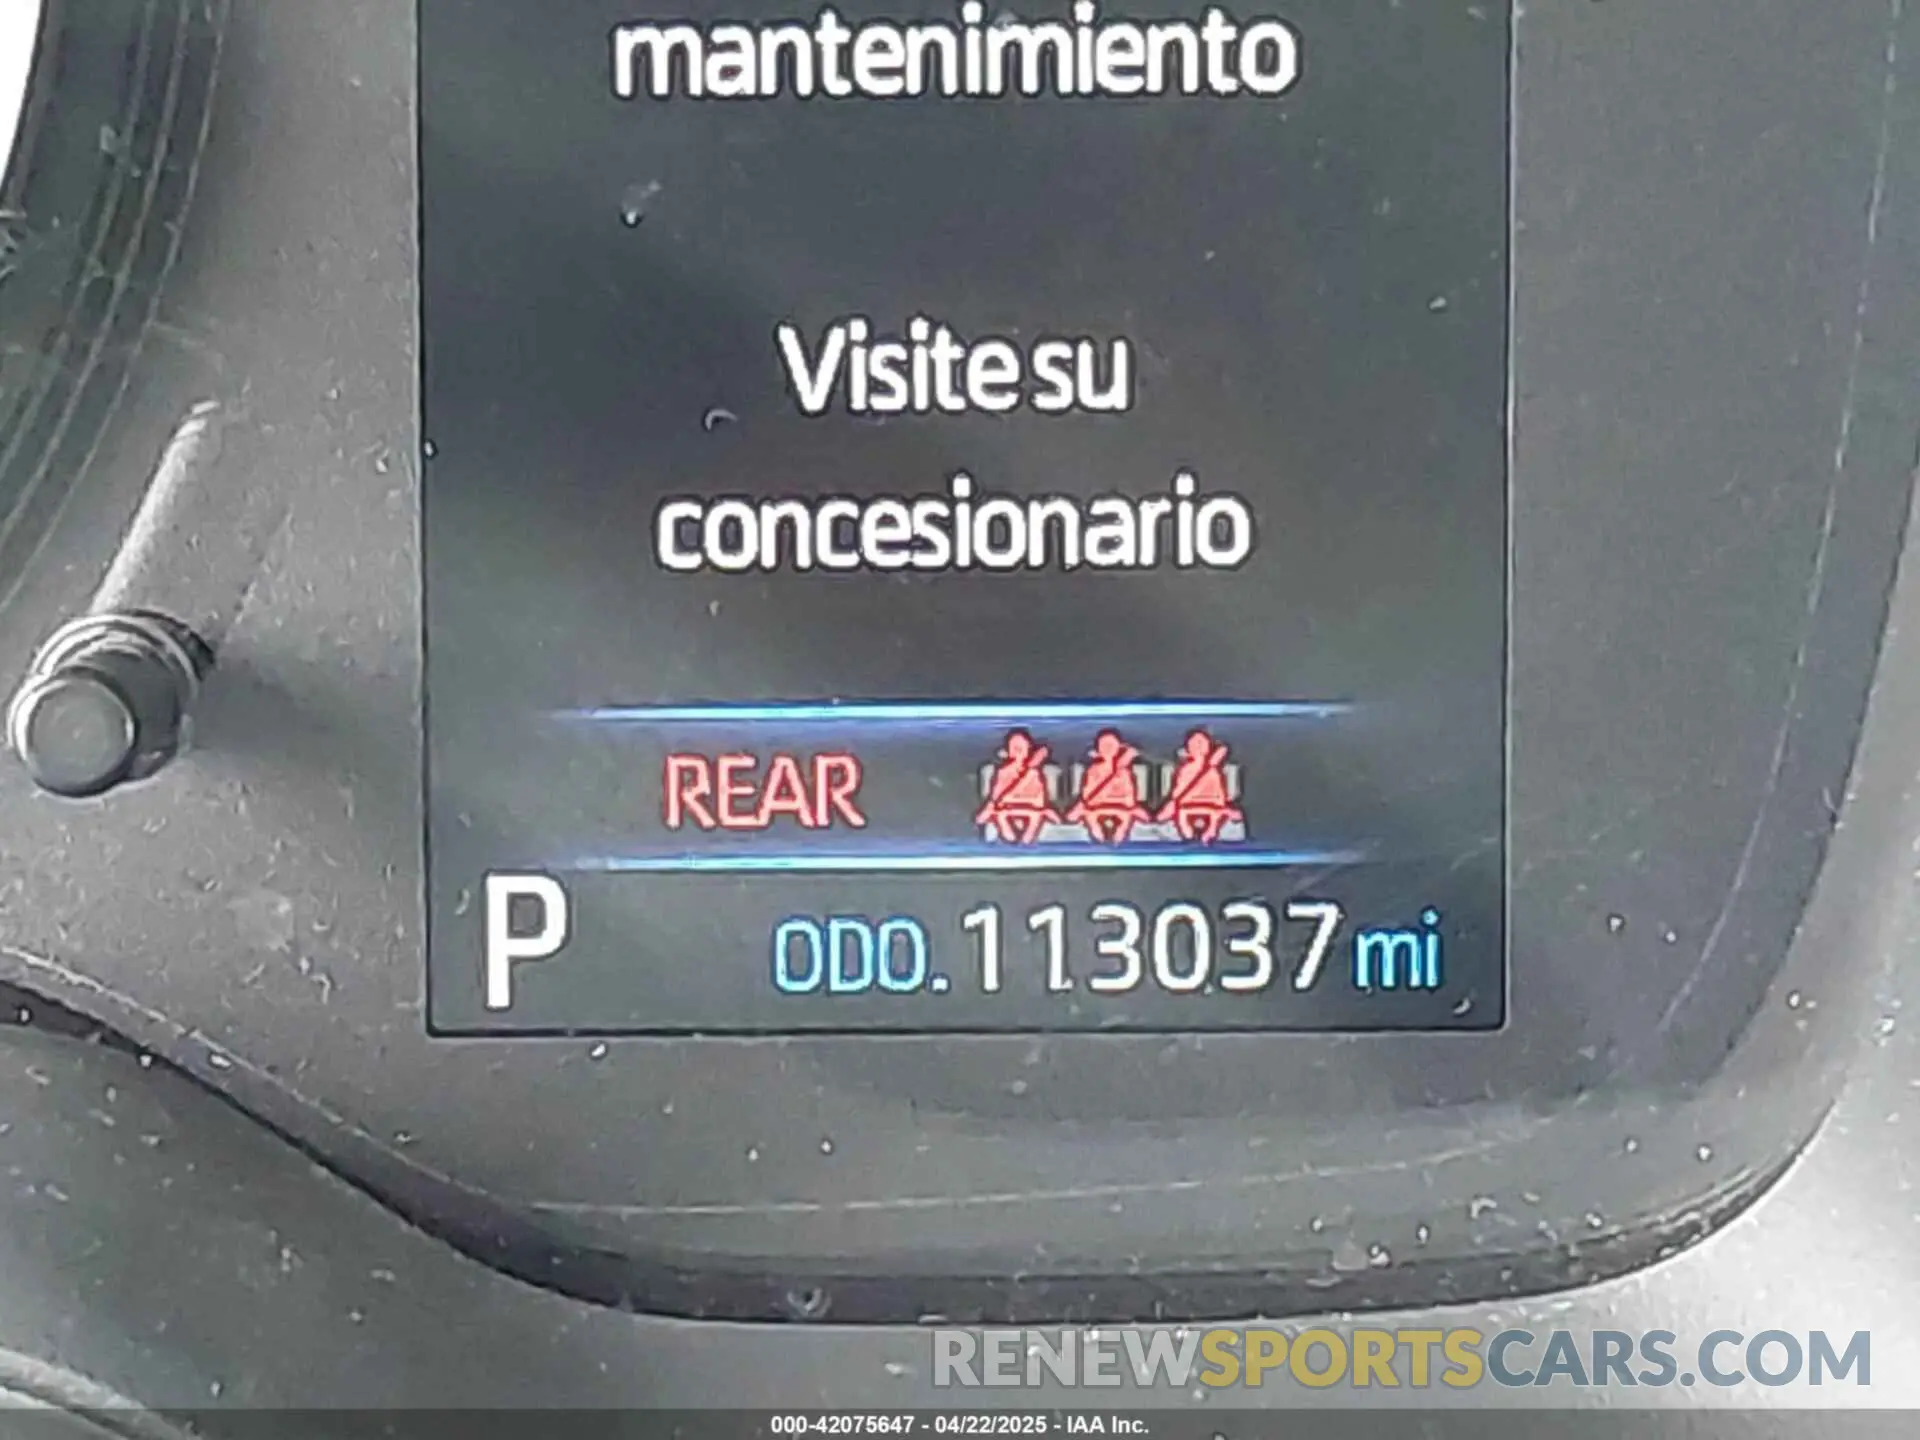 mantenimiento
Visite su
concesionario
REAR
P ODO. 113037 mi
RENEWSPORTSCARS.COM
000-42075647 - 04/22/2025 - IAA Inc.